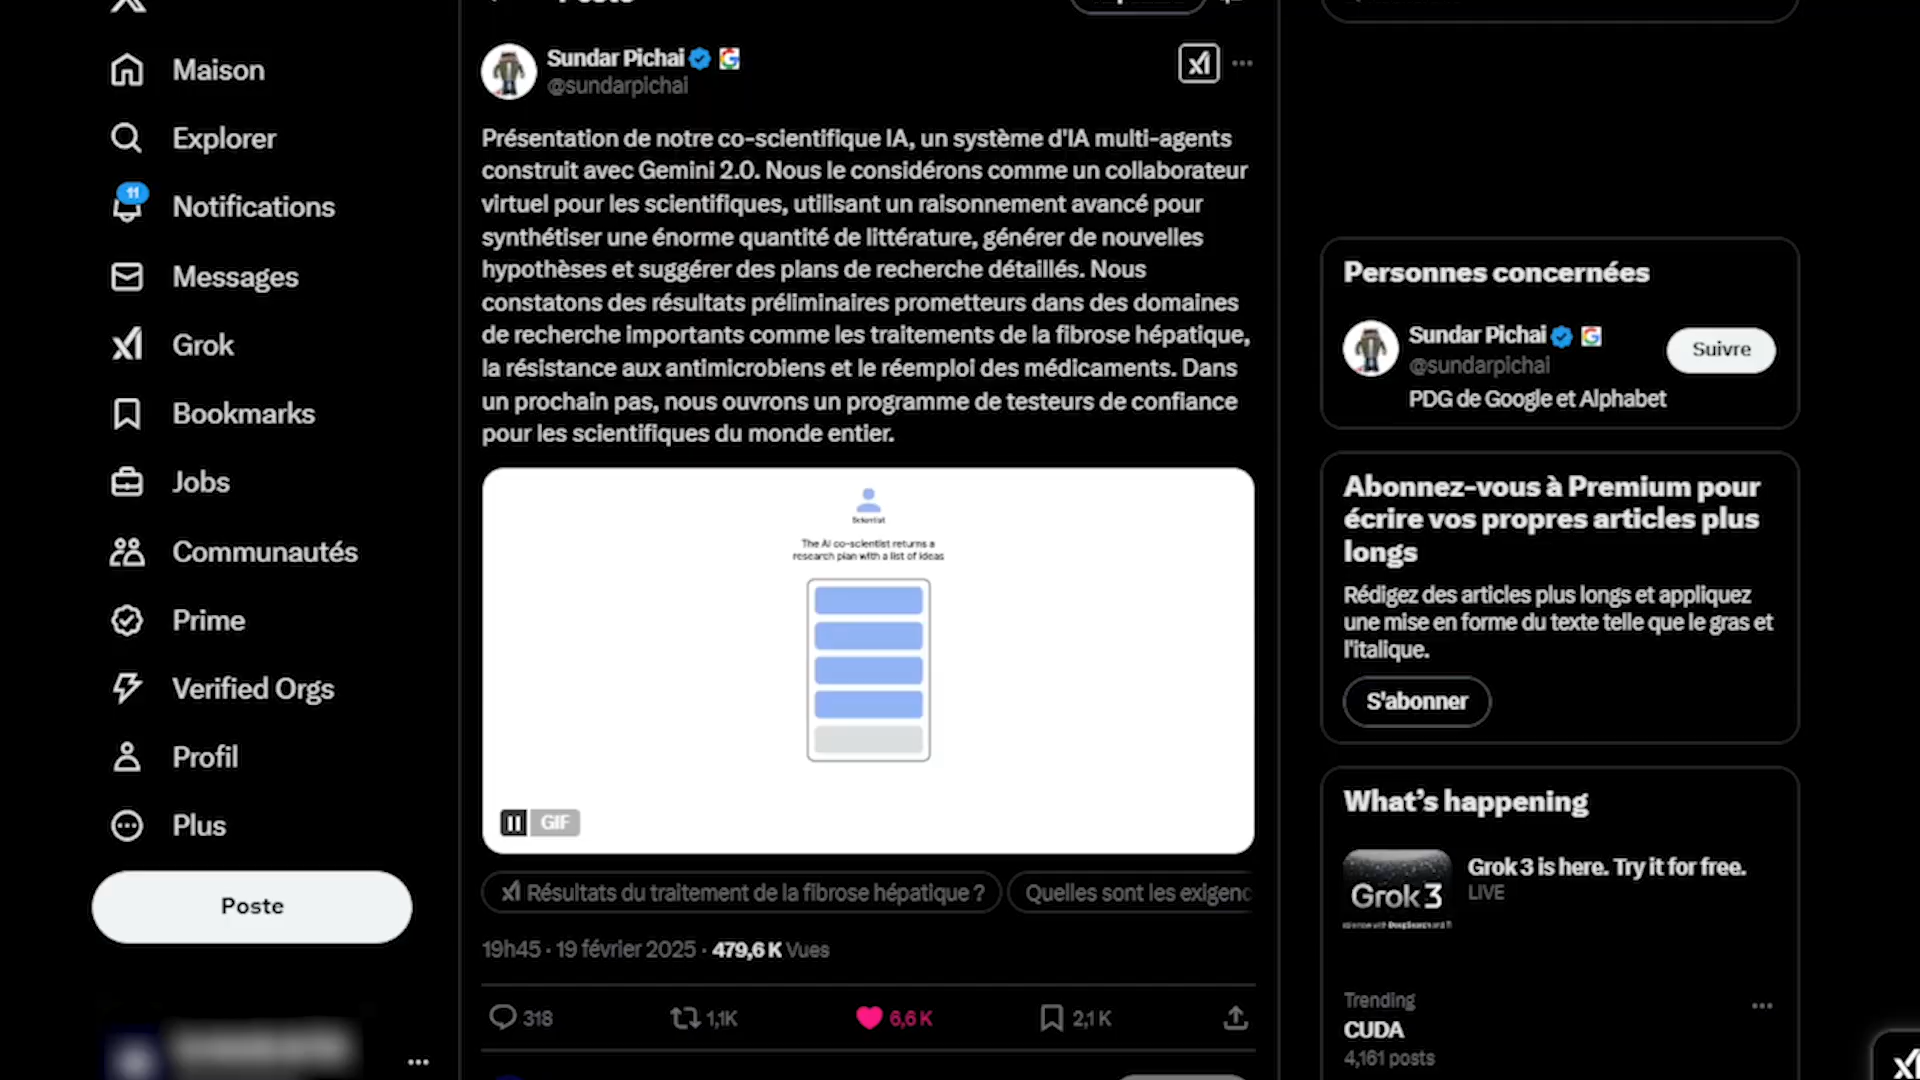 Maison
Explorer
11
Notifications
Messages
Grok
Bookmarks
Jobs
Communautés
Prime
Verified Orgs
Profil
Plus
Poste
Sundar Pichai
@sundarpichai
Présentation de notre co-scientifique IA, un système d'IA multi-agents
construit avec Gemini 2.0. Nous le considérons comme un collaborateur
virtuel pour les scientifiques, utilisant un raisonnement avancé pour
synthétiser une énorme quantité de littérature, générer de nouvelles
hypothèses et suggérer des plans de recherche détaillés. Nous
constatons des résultats préliminaires prometteurs dans des domaines
de recherche importants comme les traitements de la fibrose hépatique,
la résistance aux antimicrobiens et le réemploi des médicaments. Dans
un prochain pas, nous ouvrons un programme de testeurs de confiance
pour les scientifiques du monde entier.
Scientist
The AI co-scientist returns a
research plan with a list of ideas
GIF
Résultats du traitement de la fibrose hépatique ?
Quelles sont les exigenc
19h45 · 19 février 2025 · 479,6 K Vues
318
1,1K
6,6 K
2,1 K
Personnes concernées
Sundar Pichai
@sundarpichai
Suivre
PDG de Google et Alphabet
Abonnez-vous à Premium pour
écrire vos propres articles plus
longs
Rédigez des articles plus longs et appliquez
une mise en forme du texte telle que le gras et
l'italique.
S'abonner
What's happening
Grok 3
Grok 3 is here. Try it for free.
LIVE
Trending
CUDA
4,161 posts